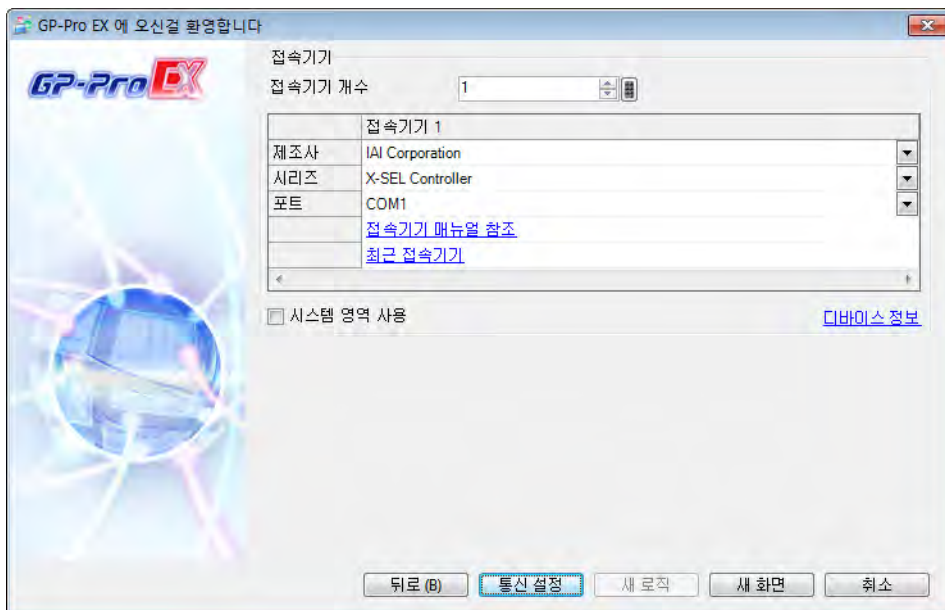 GP-Pro EX 에 오신걸 환영합니다
GP-Pro EX
접속기기
접속기기 개수 1
접속기기 1
제조사 IAI Corporation
시리즈 X-SEL Controller
포트 COM1
접속기기 매뉴얼 참조
최근 접속기기
시스템 영역 사용 디바이스 정보
뒤로 (B) 통신 설정 새 로직 새 화면 취소